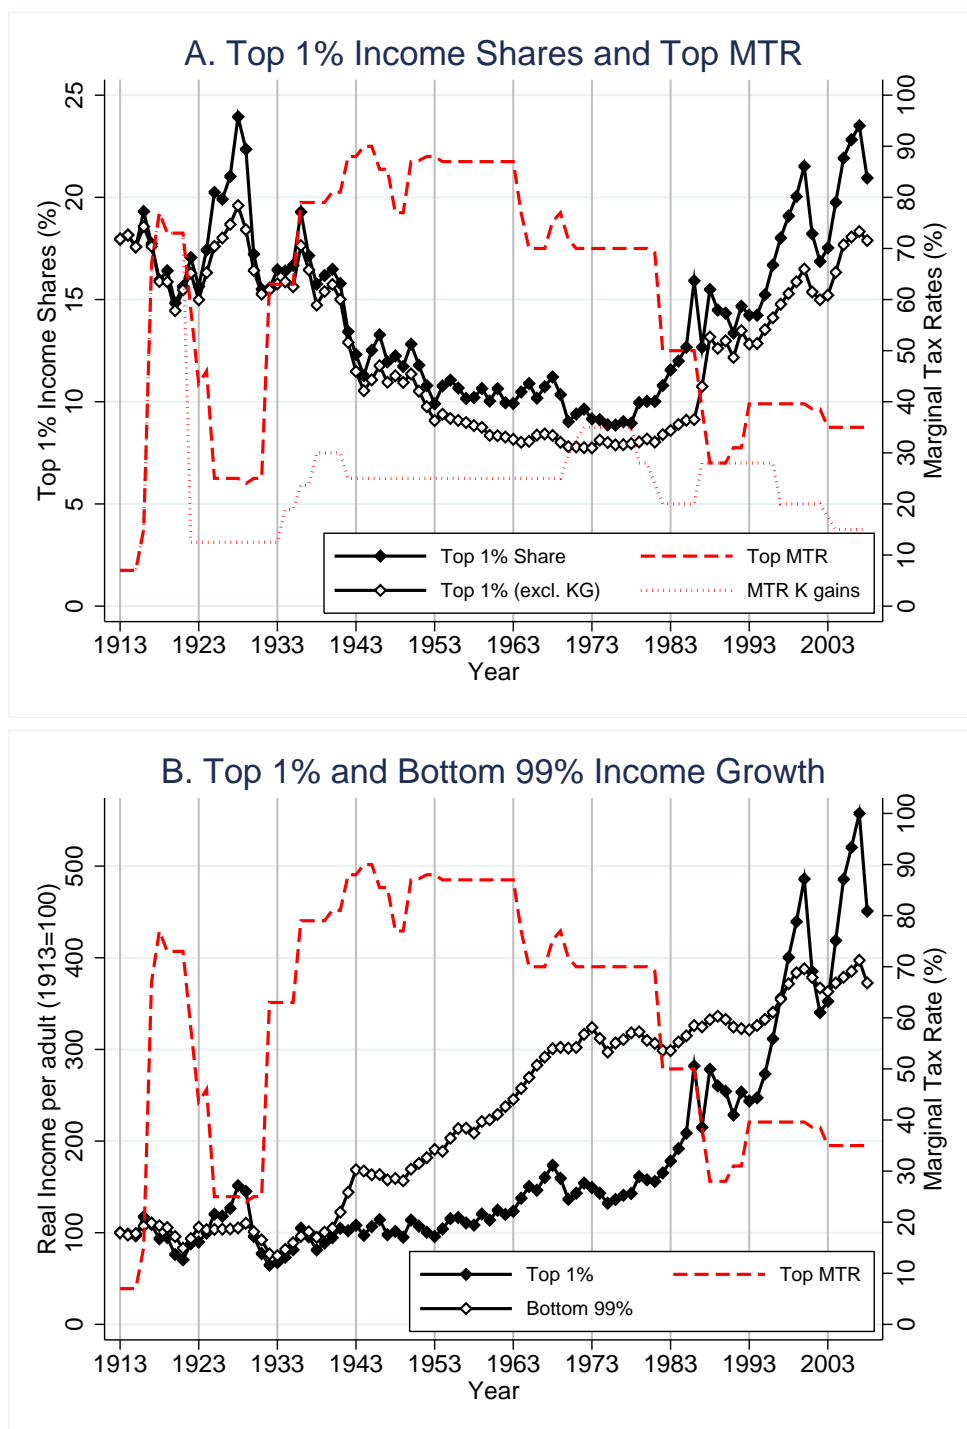 A. Top 1% Income Shares and Top MTR
Top 1% Income Shares (%)
25
20
15
10
5
0
100
90
80
70
60
50
40
30
20
10
0
Marginal Tax Rates (%)
Top 1% Share
Top MTR
Top 1% (excl. KG)
MTR K gains
1913 1923 1933 1943 1953 1963 1973 1983 1993 2003
Year
B. Top 1% and Bottom 99% Income Growth
Real Income per adult (1913=100)
500
400
300
200
100
0
100
90
80
70
60
50
40
30
20
10
0
Marginal Tax Rate (%)
Top 1%
Top MTR
Bottom 99%
1913 1923 1933 1943 1953 1963 1973 1983 1993 2003
Year